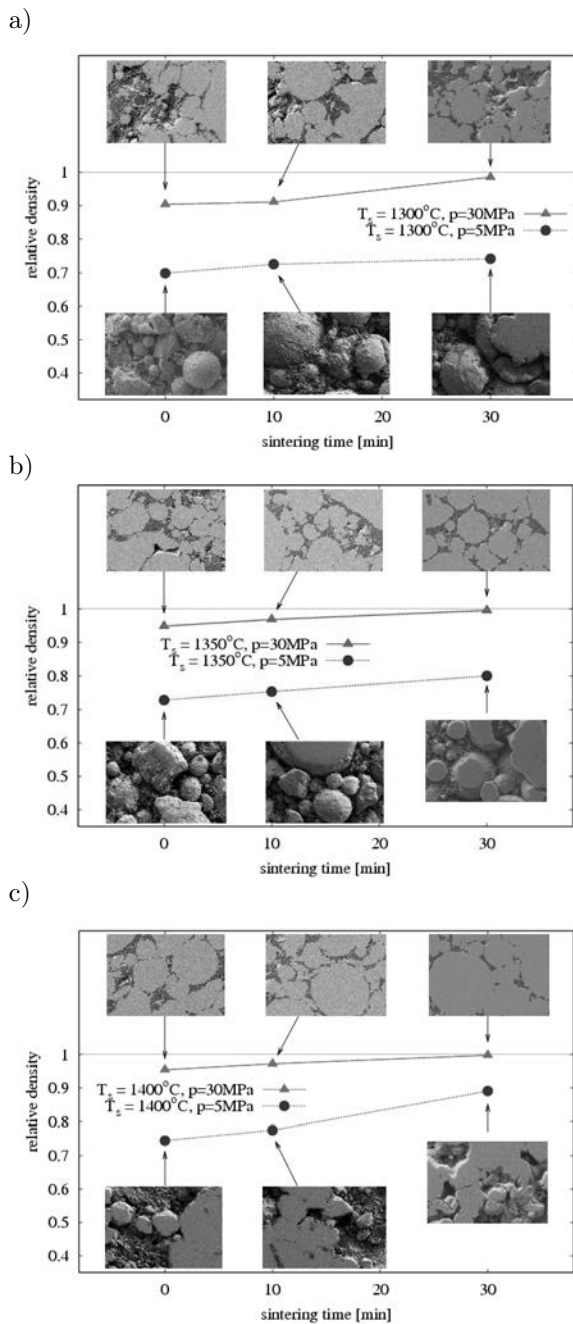 a)
1
0.9
0.8
0.7
0.6
0.5
0.4
relative density
Tₛ = 1300°C, p=30MPa
Tₛ = 1300°C, p=5MPa
0 10 20 30
sintering time [min]
b)
1
0.9
0.8
0.7
0.6
0.5
0.4
relative density
Tₛ = 1350°C, p=30MPa
Tₛ = 1350°C, p=5MPa
0 10 20 30
sintering time [min]
c)
1
0.9
0.8
0.7
0.6
0.5
0.4
relative density
Tₛ = 1400°C, p=30MPa
Tₛ = 1400°C, p=5MPa
0 10 20 30
sintering time [min]